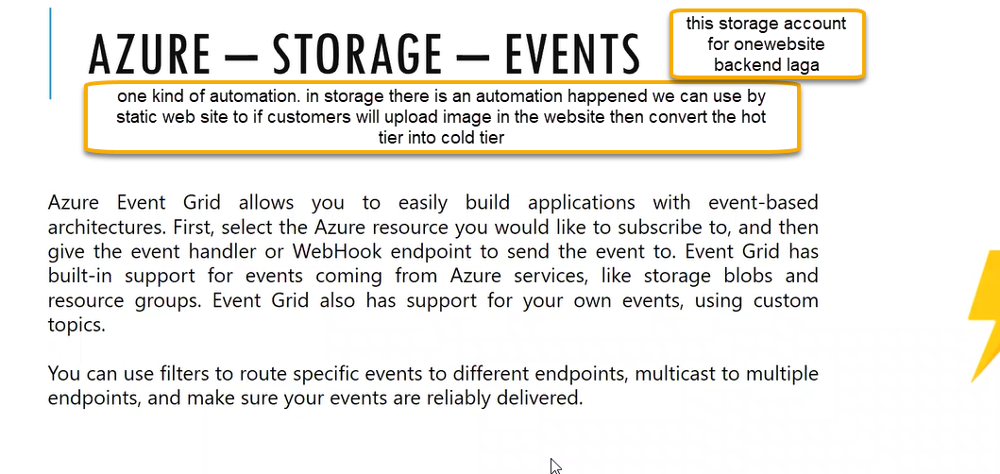 AZURE — STORAGE — EVENTS
this storage account
for onewebsite
backend laga
one kind of automation. in storage there is an automation happened we can use by
static web site to if customers will upload image in the website then convert the hot
tier into cold tier
Azure Event Grid allows you to easily build applications with event-based
architectures. First, select the Azure resource you would like to subscribe to, and then
give the event handler or WebHook endpoint to send the event to. Event Grid has
built-in support for events coming from Azure services, like storage blobs and
resource groups. Event Grid also has support for your own events, using custom
topics.
You can use filters to route specific events to different endpoints, multicast to multiple
endpoints, and make sure your events are reliably delivered.